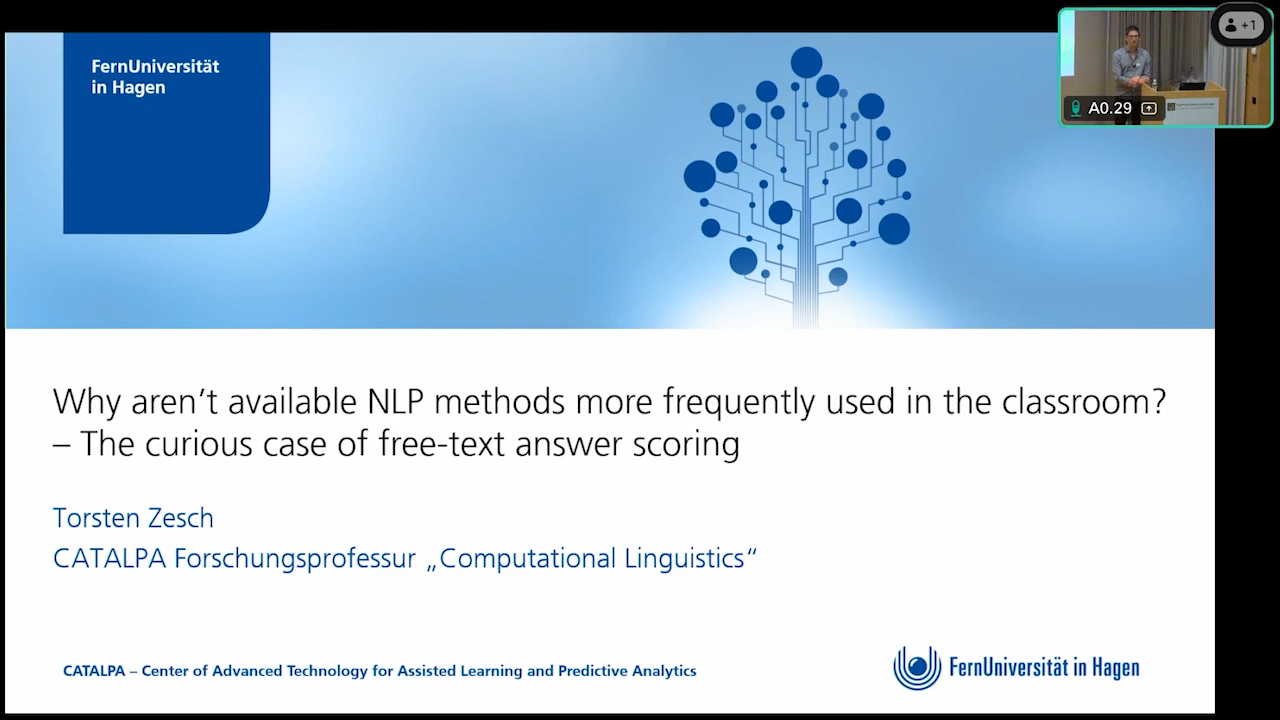 FernUniversität
in Hagen
+1
A0.29
Why aren't available NLP methods more frequently used in the classroom?
– The curious case of free-text answer scoring
Torsten Zesch
CATALPA Forschungsprofessur „Computational Linguistics“
CATALPA – Center of Advanced Technology for Assisted Learning and Predictive Analytics
FernUniversität in Hagen